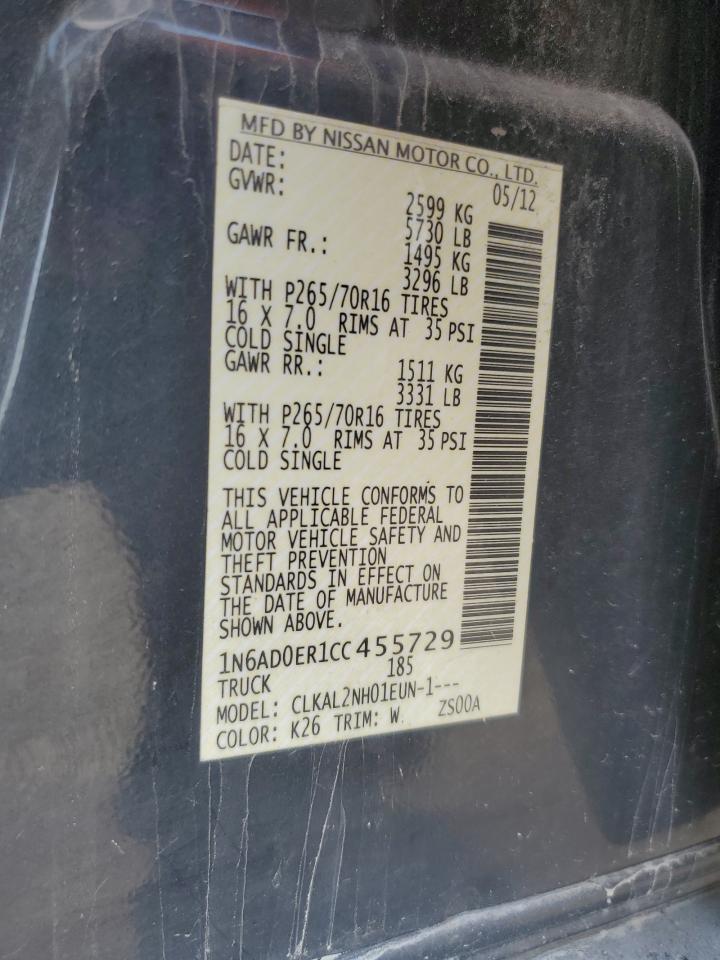 MFD BY NISSAN MOTOR CO., LTD.
DATE: 05/12
GVWR: 2599 KG
5730 LB
GAWR FR.: 1495 KG
3296 LB
WITH P265/70R16 TIRES
16 X 7.0 RIMS AT 35 PSI
COLD SINGLE
GAWR RR.: 1511 KG
3331 LB
WITH P265/70R16 TIRES
16 X 7.0 RIMS AT 35 PSI
COLD SINGLE
THIS VEHICLE CONFORMS TO
ALL APPLICABLE FEDERAL
MOTOR VEHICLE SAFETY AND
THEFT PREVENTION
STANDARDS IN EFFECT ON
THE DATE OF MANUFACTURE
SHOWN ABOVE.
1N6AD0ER1CC455729
TRUCK 185
MODEL: CLKAL2NH01EUN-1---
COLOR: K26 TRIM: W ZS00A